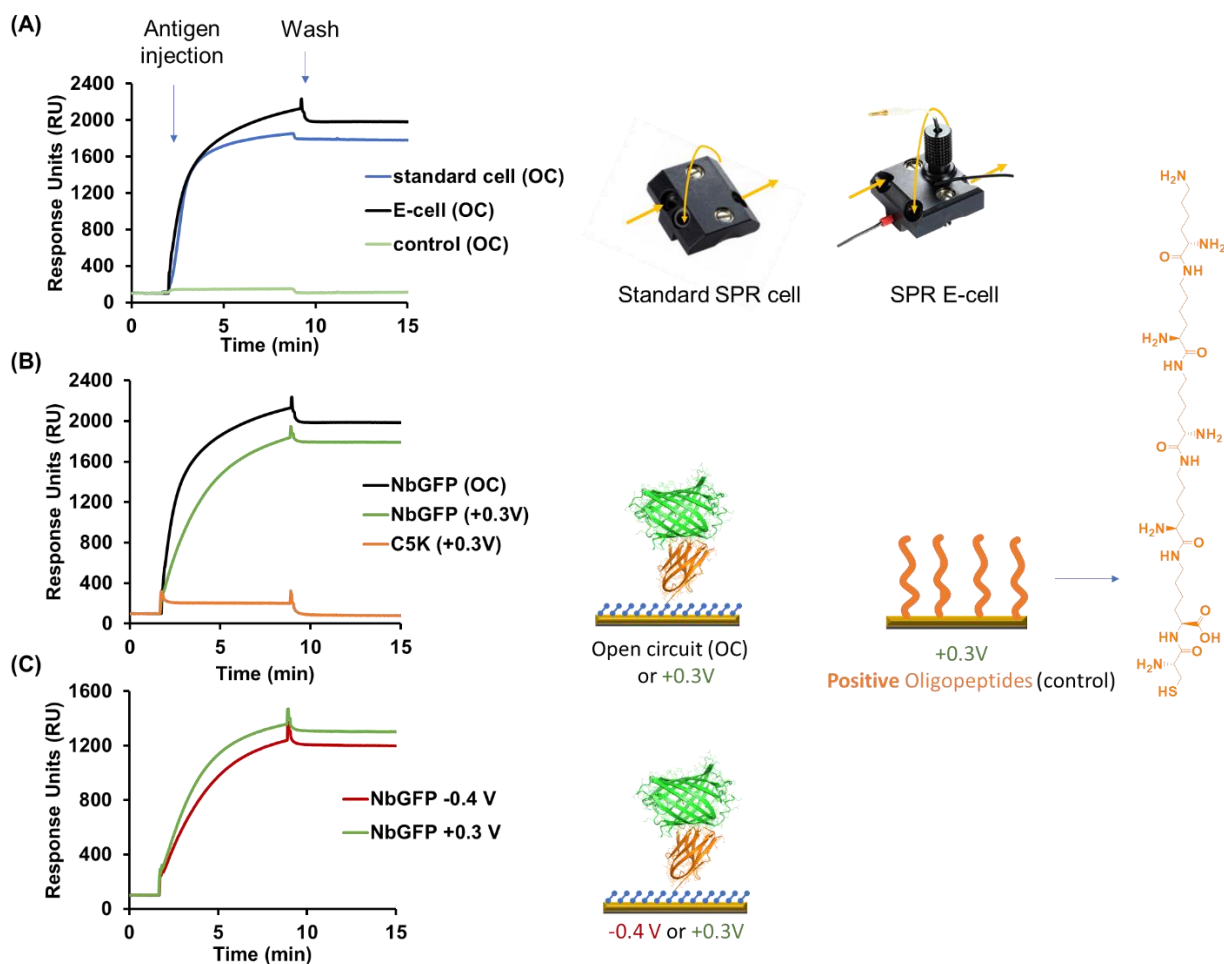 (A)
Antigen
injection
Wash
2400
2000
1600
1200
800
400
0
Response Units (RU)
standard cell (OC)
E-cell (OC)
control (OC)
0
5
10
15
Time (min)
Standard SPR cell
SPR E-cell
(B)
2400
2000
1600
1200
800
400
0
Response Units (RU)
NbGFP (OC)
NbGFP (+0.3V)
C5K (+0.3V)
0
5
10
15
Time (min)
Open circuit (OC)
or +0.3V
+0.3V
Positive Oligopeptides (control)
H2N
NH2
O
NH
H2N
O
HN
NH2
O
NH
H2N
O
HN
O
NH
OH
O
H2N
HS
(C)
1600
1200
800
400
0
Response Units (RU)
NbGFP -0.4 V
NbGFP +0.3 V
0
5
10
15
Time (min)
-0.4 V or +0.3V